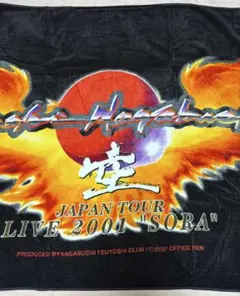 空
JAPAN TOUR
LIVE 2001 "SORA"
PRODUCED BY NAGABUCHI TSUYOSHI CLUB / © 2001 OFFICE REN